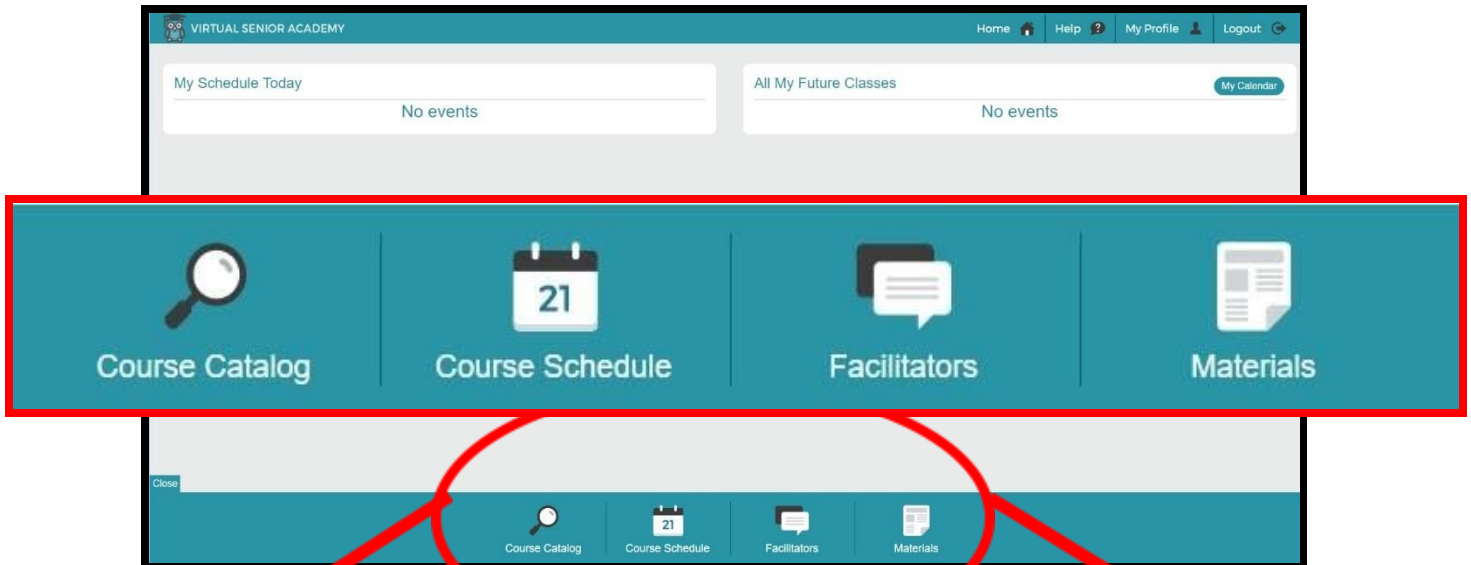 VIRTUAL SENIOR ACADEMY Home Help ? My Profile Logout
My Schedule Today
No events
All My Future Classes My Calendar
No events
21
Course Catalog Course Schedule Facilitators Materials
Close
21
Course Catalog Course Schedule Facilitators Materials